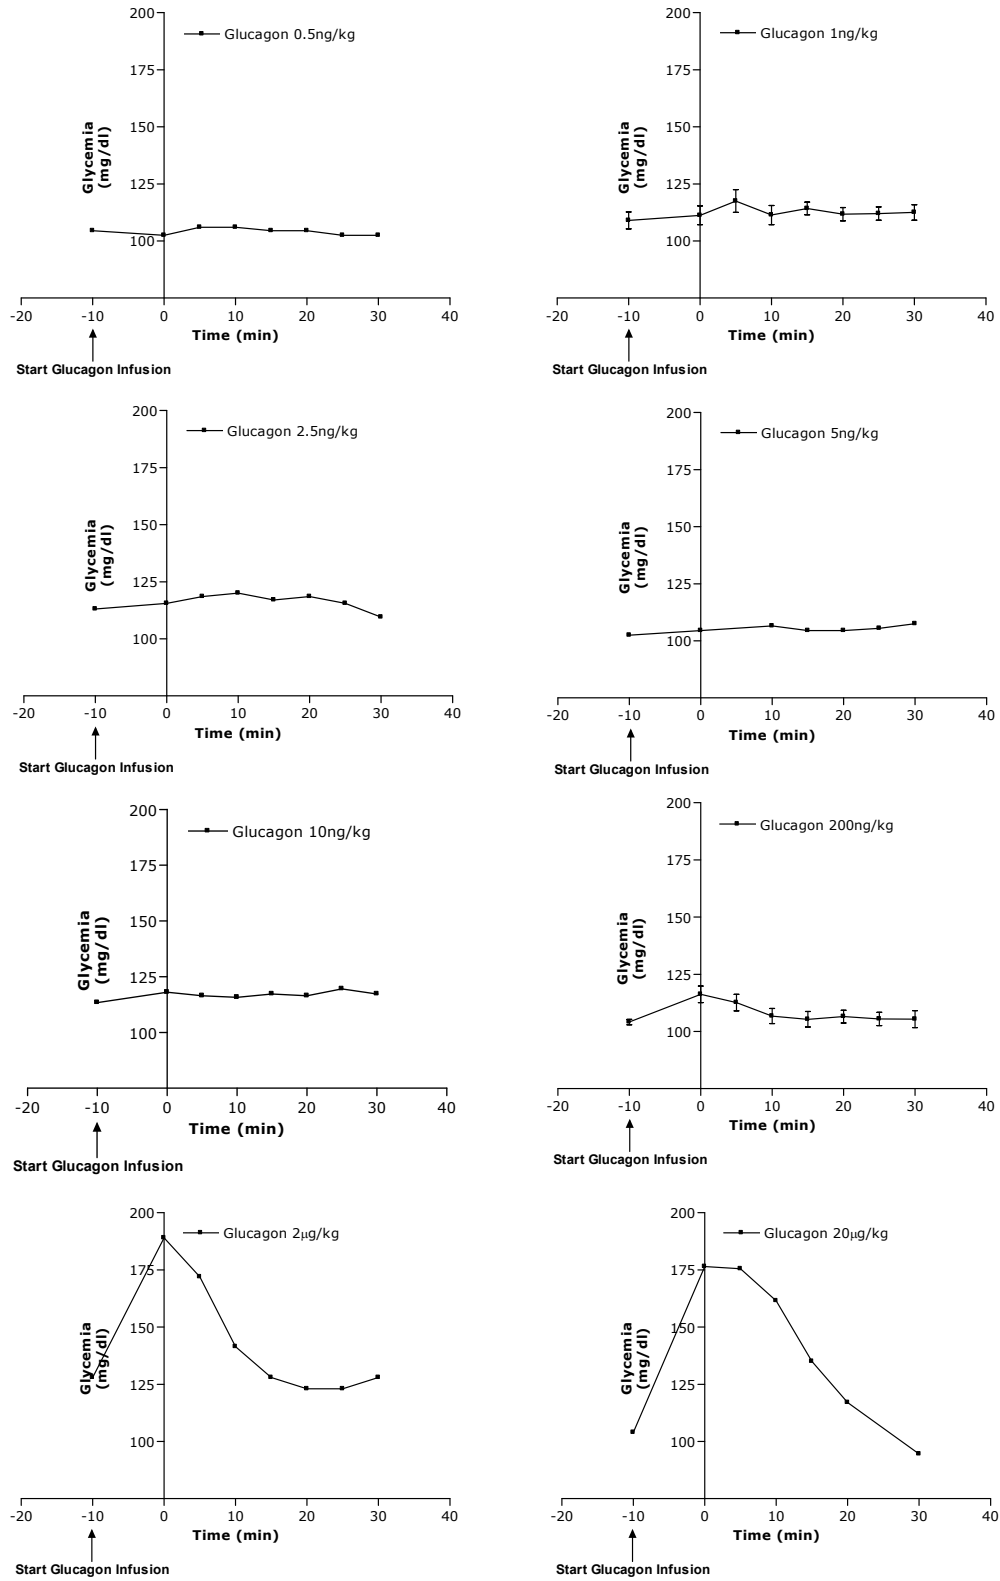 200
Glucagon 0.5ng/kg
175
150
125
100
Glycemia
(mg/dl)
-20 -10 0 10 20 30 40
Time (min)
Start Glucagon Infusion
200
Glucagon 1ng/kg
175
150
125
100
Glycemia
(mg/dl)
-20 -10 0 10 20 30 40
Time (min)
Start Glucagon Infusion
200
Glucagon 2.5ng/kg
175
150
125
100
Glycemia
(mg/dl)
-20 -10 0 10 20 30 40
Time (min)
Start Glucagon Infusion
200
Glucagon 5ng/kg
175
150
125
100
Glycemia
(mg/dl)
-20 -10 0 10 20 30 40
Time (min)
Start Glucagon Infusion
200
Glucagon 10ng/kg
175
150
125
100
Glycemia
(mg/dl)
-20 -10 0 10 20 30 40
Time (min)
Start Glucagon Infusion
200
Glucagon 200ng/kg
175
150
125
100
Glycemia
(mg/dl)
-20 -10 0 10 20 30 40
Time (min)
Start Glucagon Infusion
200
Glucagon 2µg/kg
175
150
125
100
Glycemia
(mg/dl)
-20 -10 0 10 20 30 40
Time (min)
Start Glucagon Infusion
200
Glucagon 20µg/kg
175
150
125
100
Glycemia
(mg/dl)
-20 -10 0 10 20 30 40
Time (min)
Start Glucagon Infusion